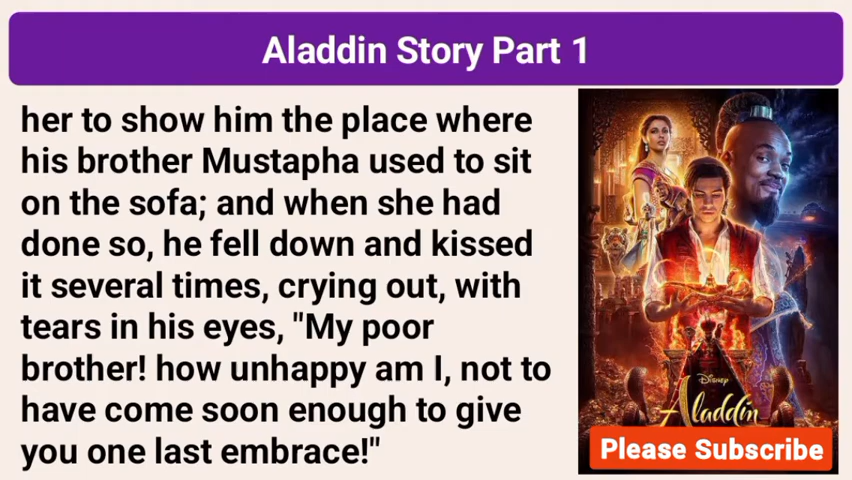 Aladdin Story Part 1
her to show him the place where
his brother Mustapha used to sit
on the sofa; and when she had
done so, he fell down and kissed
it several times, crying out, with
tears in his eyes, "My poor
brother! how unhappy am I, not to
have come soon enough to give
you one last embrace!"
Disney
Aladdin
Please Subscribe